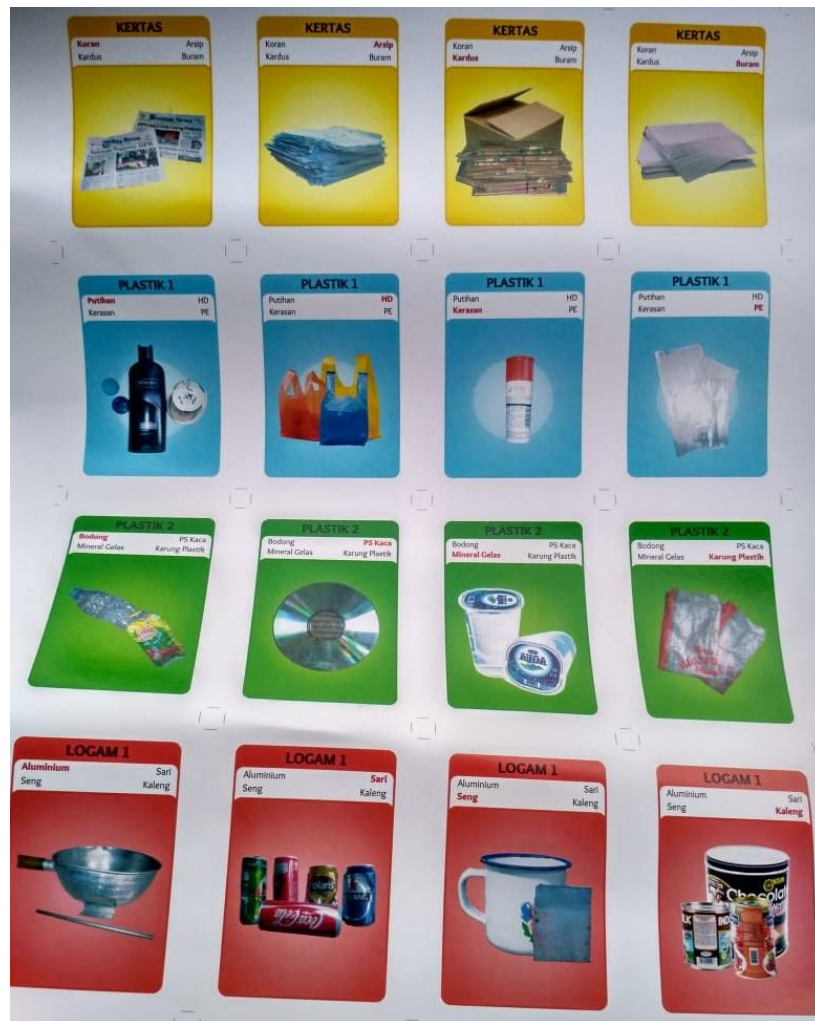 KERTAS
Koran Arsip
Kardus Buram
KERTAS
Koran Arsip
Kardus Buram
KERTAS
Koran Arsip
Kardus Buram
KERTAS
Koran Arsip
Kardus Buram
PLASTIK 1
Putihan HD
Kerasan PE
PLASTIK 1
Putihan HD
Kerasan PE
PLASTIK 1
Putihan HD
Kerasan PE
PLASTIK 1
Putihan HD
Kerasan PE
PLASTIK 2
Bodong PS Kaca
Mineral Gelas Karung Plastik
PLASTIK 2
Bodong PS Kaca
Mineral Gelas Karung Plastik
PLASTIK 2
Bodong PS Kaca
Mineral Gelas Karung Plastik
AQUA
PLASTIK 2
Bodong PS Kaca
Mineral Gelas Karung Plastik
LOGAM 1
Aluminium Sari
Seng Kaleng
LOGAM 1
Aluminium Sari
Seng Kaleng
Coca-Cola
LOGAM 1
Aluminium Sari
Seng Kaleng
LOGAM 1
Aluminium Sari
Seng Kaleng